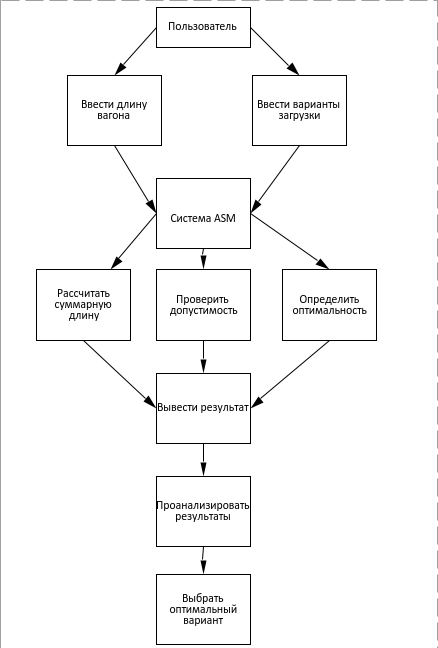 Пользователь
Ввести длину
вагона
Ввести варианты
загрузки
Система ASM
Рассчитать
суммарную
длину
Проверить
допустимость
Определить
оптимальность
Вывести результат
Проанализировать
результаты
Выбрать
оптимальный
вариант